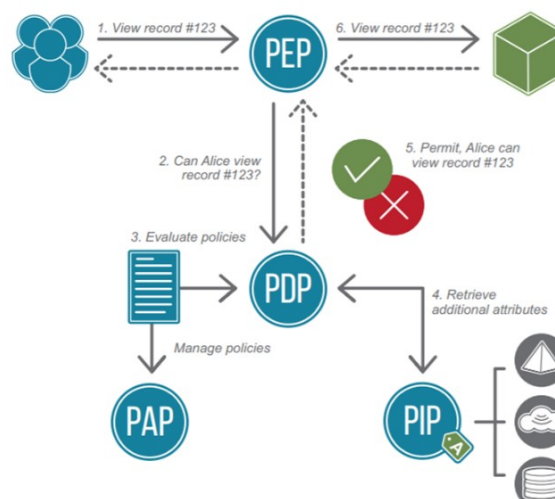 1. View record #123
PEP
6. View record #123
2. Can Alice view
record #123?
5. Permit, Alice can
view record #123
3. Evaluate policies
PDP
4. Retrieve
additional attributes
Manage policies
PAP
PIP
A